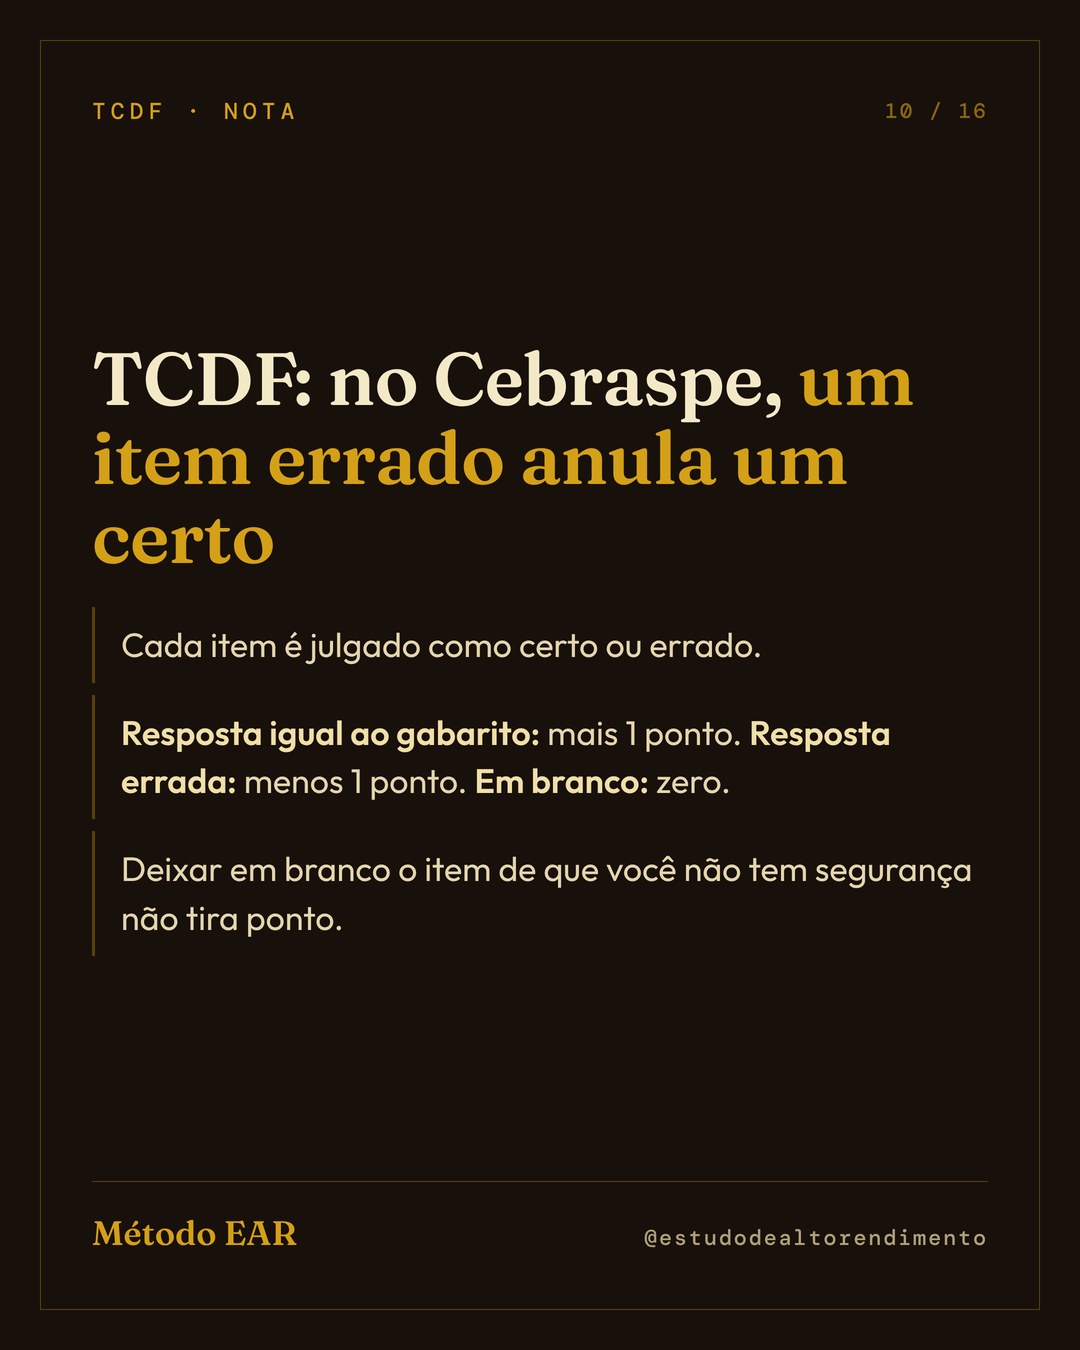 TCDF · NOTA
10 / 16
TCDF: no Cebraspe, um
item errado anula um
certo
Cada item é julgado como certo ou errado.
Resposta igual ao gabarito: mais 1 ponto. Resposta
errada: menos 1 ponto. Em branco: zero.
Deixar em branco o item de que você não tem segurança
não tira ponto.
Método EAR
@estudodealtorendimento